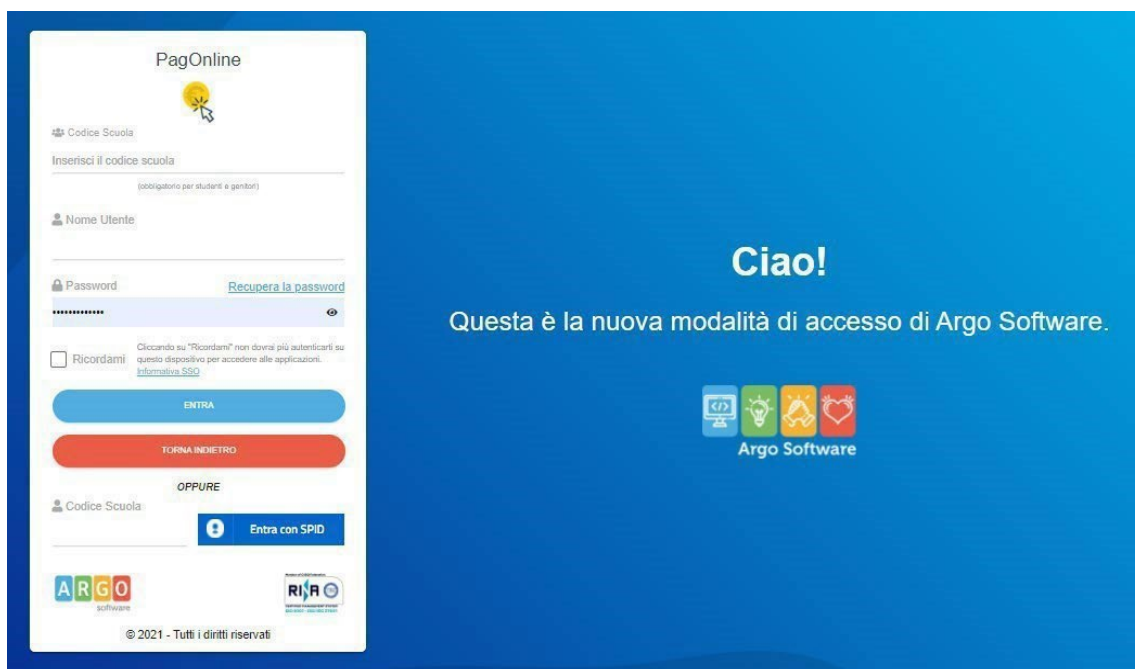 PagOnline
Codice Scuola
Inserisci il codice scuola
(obbligatorio per studenti e genitori)
Nome Utente
Password
Recupera la password
Ricordami
Cliccando su "Ricordami" non dovrai più autenticarti su
questo dispositivo per accedere alle applicazioni.
Informativa SSO
ENTRA
TORNA INDIETRO
OPPURE
Codice Scuola
Entra con SPID
ARGO
software
RINA
© 2021 - Tutti i diritti riservati
Ciao!
Questa è la nuova modalità di accesso di Argo Software.
Argo Software